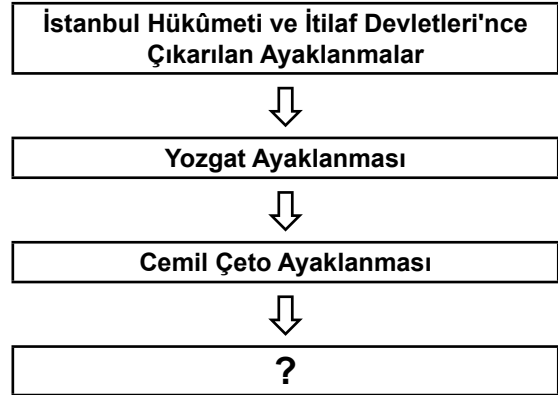 İstanbul Hükûmeti ve İtilaf Devletleri'nce
Çıkarılan Ayaklanmalar
Yozgat Ayaklanması
Cemil Çeto Ayaklanması
?